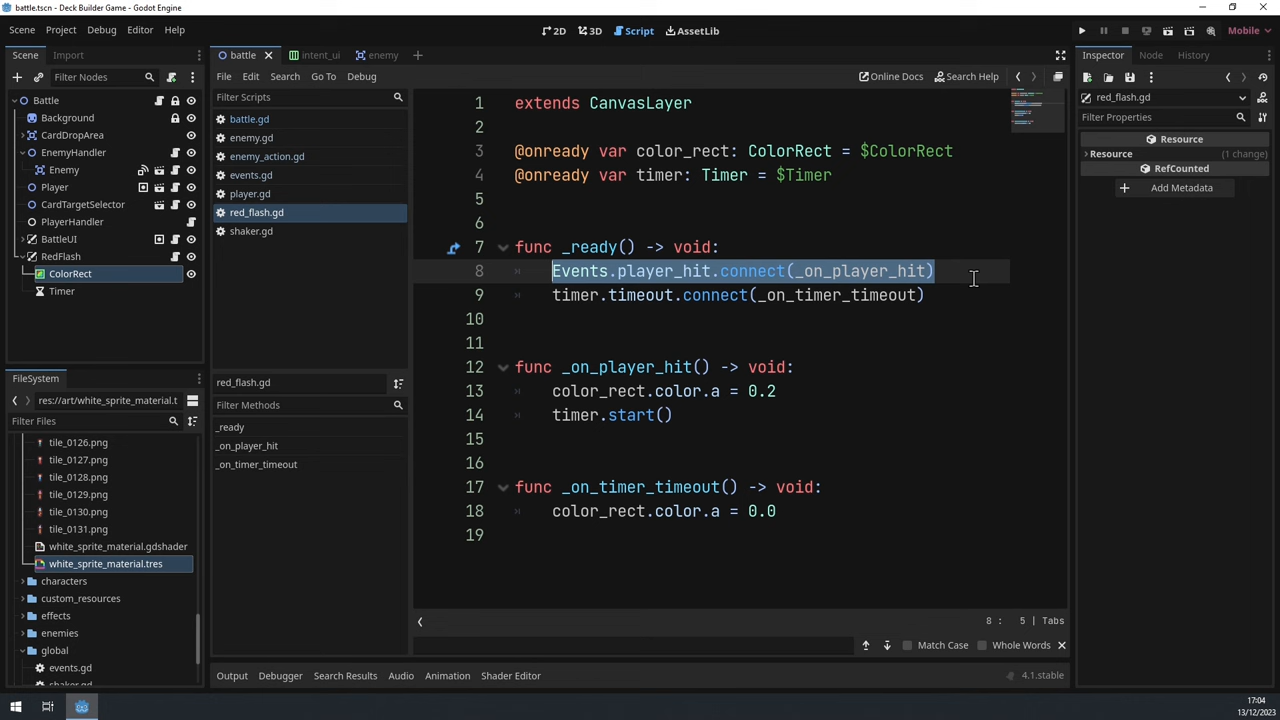 battle.tscn - Deck Builder Game - Godot Engine
Scene Project Debug Editor Help
2D 3D Script AssetLib
Mobile
Scene Import
Filter Nodes
Battle
Background
CardDropArea
EnemyHandler
Enemy
Player
CardTargetSelector
PlayerHandler
BattleUI
RedFlash
ColorRect
Timer
FileSystem
res://art/white_sprite_material.t
Filter Files
tile_0126.png
tile_0127.png
tile_0128.png
tile_0129.png
tile_0130.png
tile_0131.png
white_sprite_material.gdshader
white_sprite_material.tres
characters
custom_resources
effects
enemies
global
events.gd
shaker.gd
battle intent_ui enemy
File Edit Search Go To Debug
Online Docs Search Help
Filter Scripts
battle.gd
enemy.gd
enemy_action.gd
events.gd
player.gd
red_flash.gd
shaker.gd
red_flash.gd
Filter Methods
_ready
_on_player_hit
_on_timer_timeout
1 extends CanvasLayer
2
3 @onready var color_rect: ColorRect = $ColorRect
4 @onready var timer: Timer = $Timer
5
6
7 func _ready() -> void:
8 Events.player_hit.connect(_on_player_hit)
9 timer.timeout.connect(_on_timer_timeout)
10
11
12 func _on_player_hit() -> void:
13 color_rect.color.a = 0.2
14 timer.start()
15
16
17 func _on_timer_timeout() -> void:
18 color_rect.color.a = 0.0
19
8 : 5 | Tabs
Match Case Whole Words
Output Debugger Search Results Audio Animation Shader Editor
4.1.stable
Inspector Node History
red_flash.gd
Filter Properties
Resource
Resource (1 change)
RefCounted
Add Metadata
17:04
13/12/2023